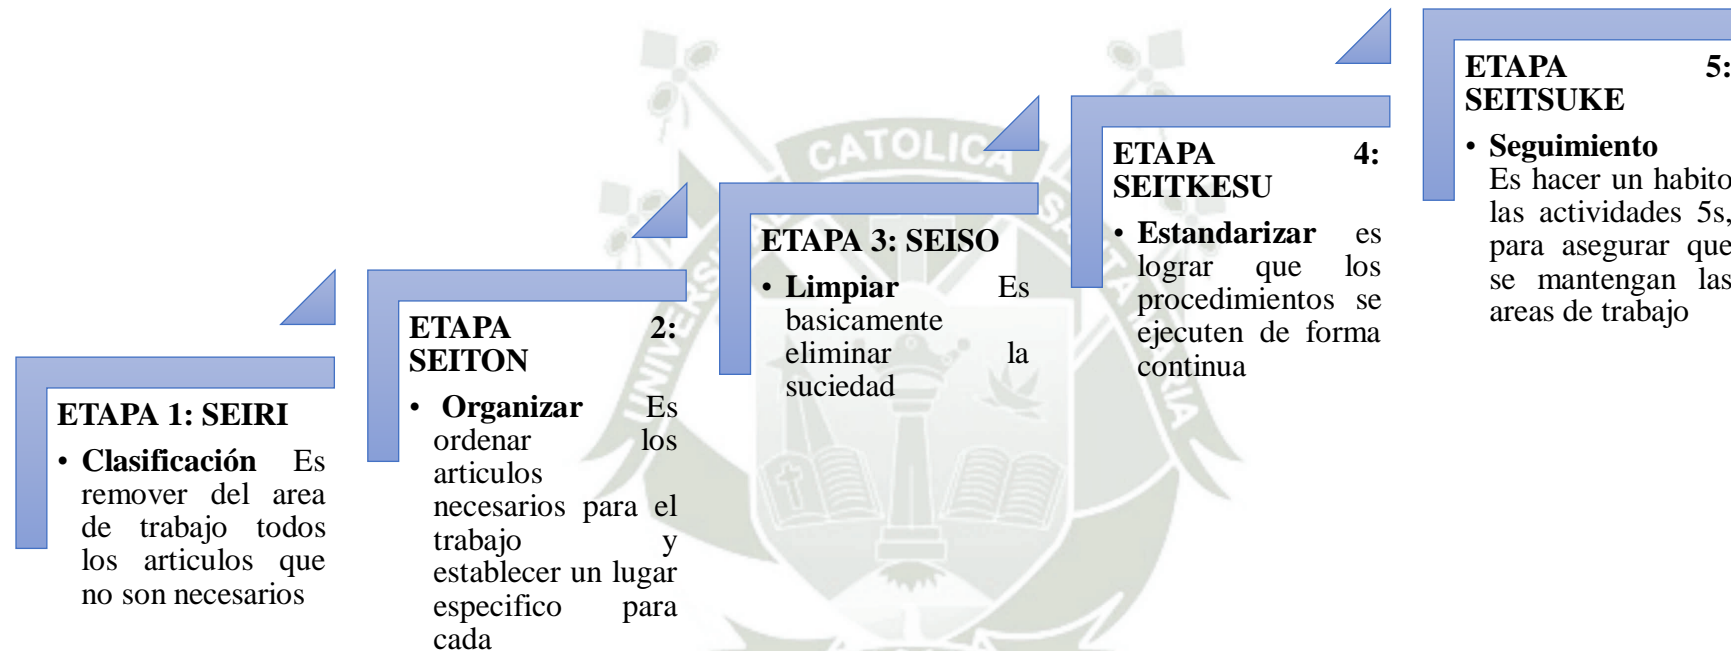 ETAPA 1: SEIRI
• Clasificación Es
remover del area
de trabajo todos
los articulos que
no son necesarios
ETAPA 2:
SEITON
• Organizar Es
ordenar los
articulos
necesarios para el
trabajo y
establecer un lugar
especifico para
cada
ETAPA 3: SEISO
• Limpiar Es
basicamente
eliminar la
suciedad
ETAPA 4:
SEITKESU
• Estandarizar es
lograr que los
procedimientos se
ejecuten de forma
continua
ETAPA 5:
SEITSUKE
• Seguimiento
Es hacer un habito
las actividades 5s,
para asegurar que
se mantengan las
areas de trabajo
CATOLICA